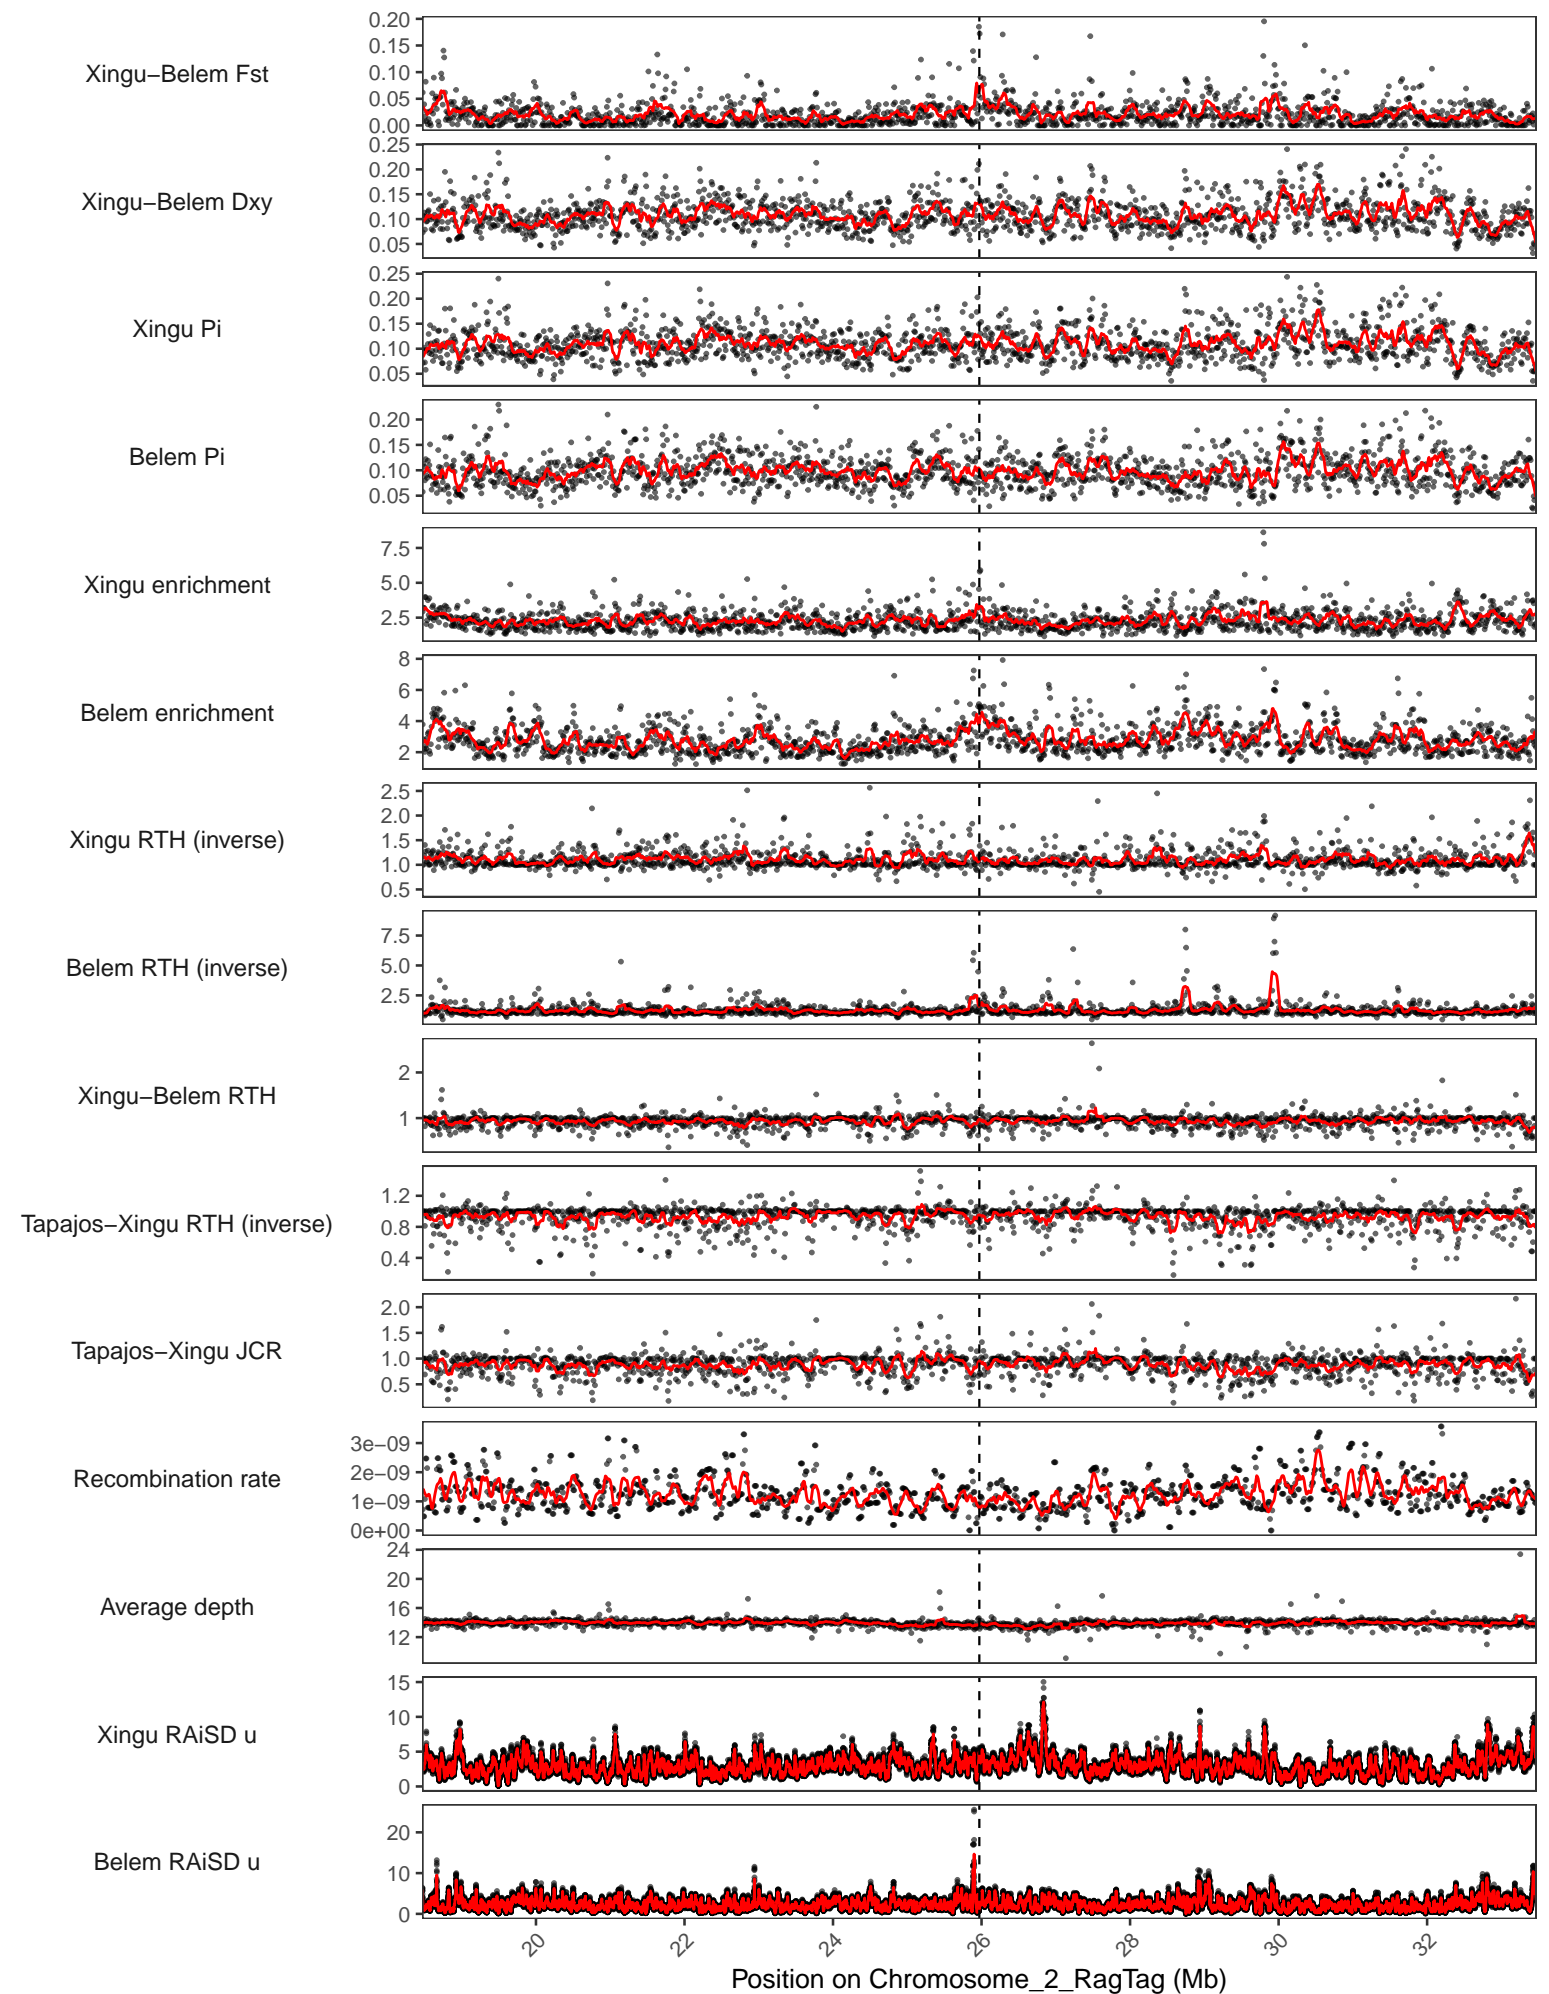 Xingu−Belem Fst
0.20
0.15
0.10
0.05
0.00
Xingu−Belem Dxy
0.25
0.20
0.15
0.10
0.05
Xingu Pi
0.25
0.20
0.15
0.10
0.05
Belem Pi
0.20
0.15
0.10
0.05
Xingu enrichment
7.5
5.0
2.5
Belem enrichment
8
6
4
2
Xingu RTH (inverse)
2.5
2.0
1.5
1.0
0.5
Belem RTH (inverse)
7.5
5.0
2.5
Xingu−Belem RTH
2
1
Tapajos−Xingu RTH (inverse)
1.2
0.8
0.4
Tapajos−Xingu JCR
2.0
1.5
1.0
0.5
Recombination rate
3e−09
2e−09
1e−09
0e+00
Average depth
24
20
16
12
Xingu RAiSD u
15
10
5
0
Belem RAiSD u
20
10
0
20 22 24 26 28 30 32
Position on Chromosome_2_RagTag (Mb)